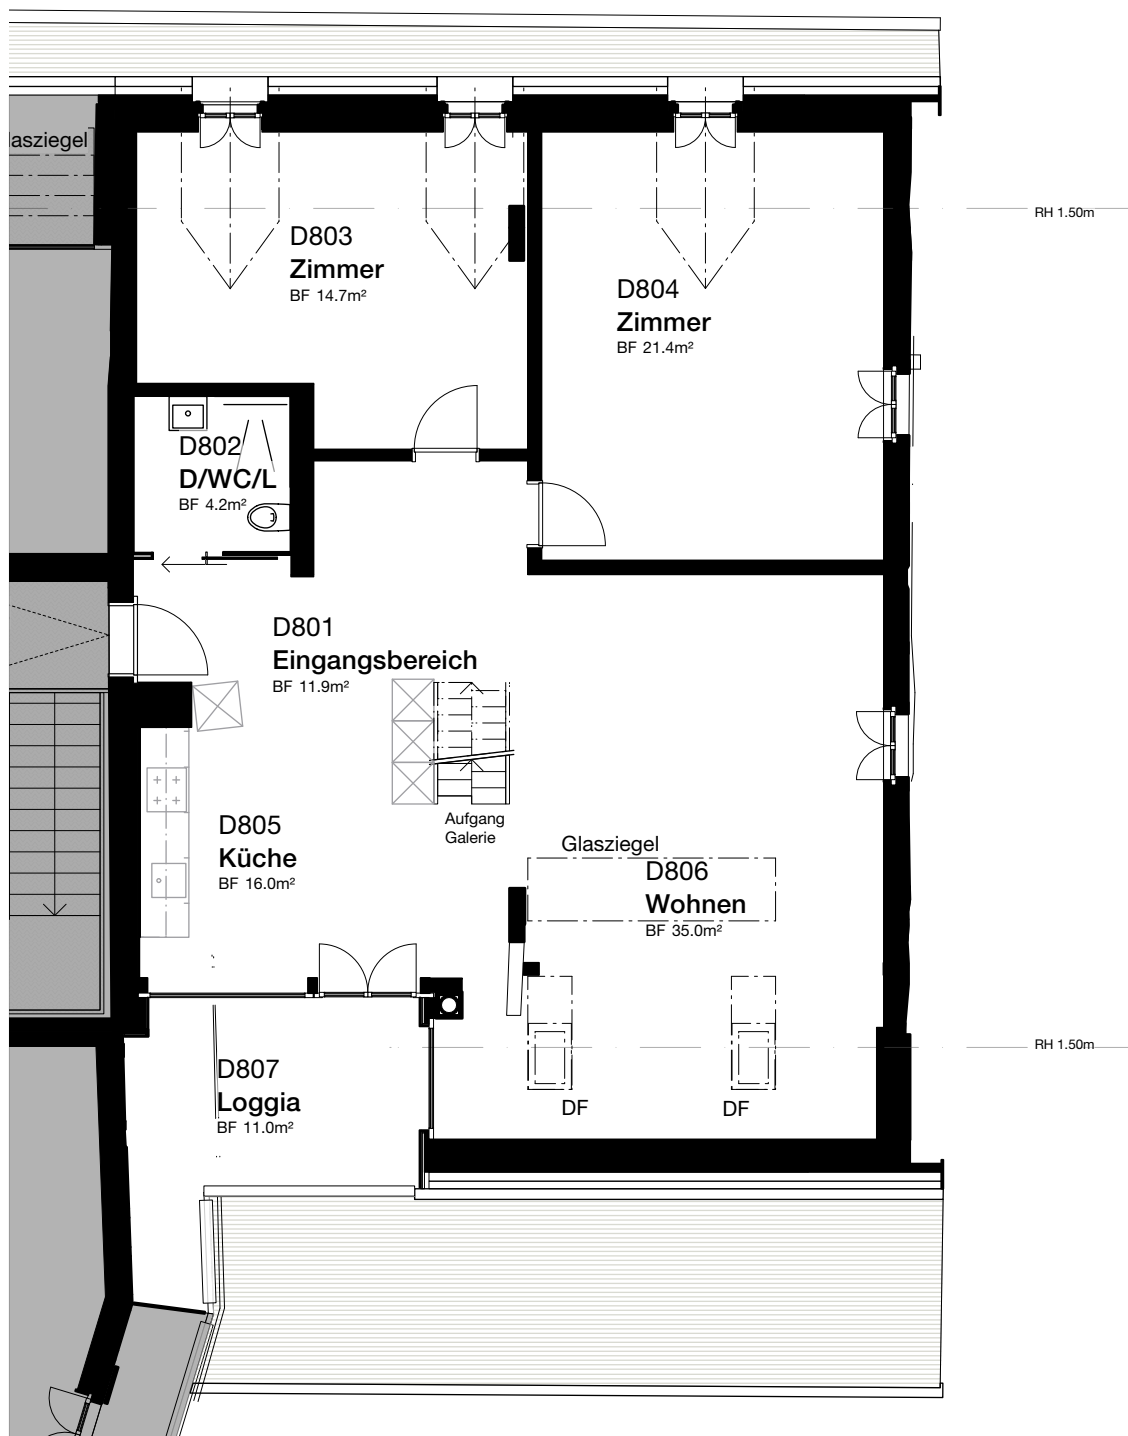 lasziegel
RH 1.50m
D803
Zimmer
BF 14.7m²
D804
Zimmer
BF 21.4m²
D802
D/WC/L
BF 4.2m²
D801
Eingangsbereich
BF 11.9m²
Aufgang
Galerie
D805
Küche
BF 16.0m²
Glasziegel
D806
Wohnen
BF 35.0m²
RH 1.50m
D807
Loggia
BF 11.0m²
DF
DF